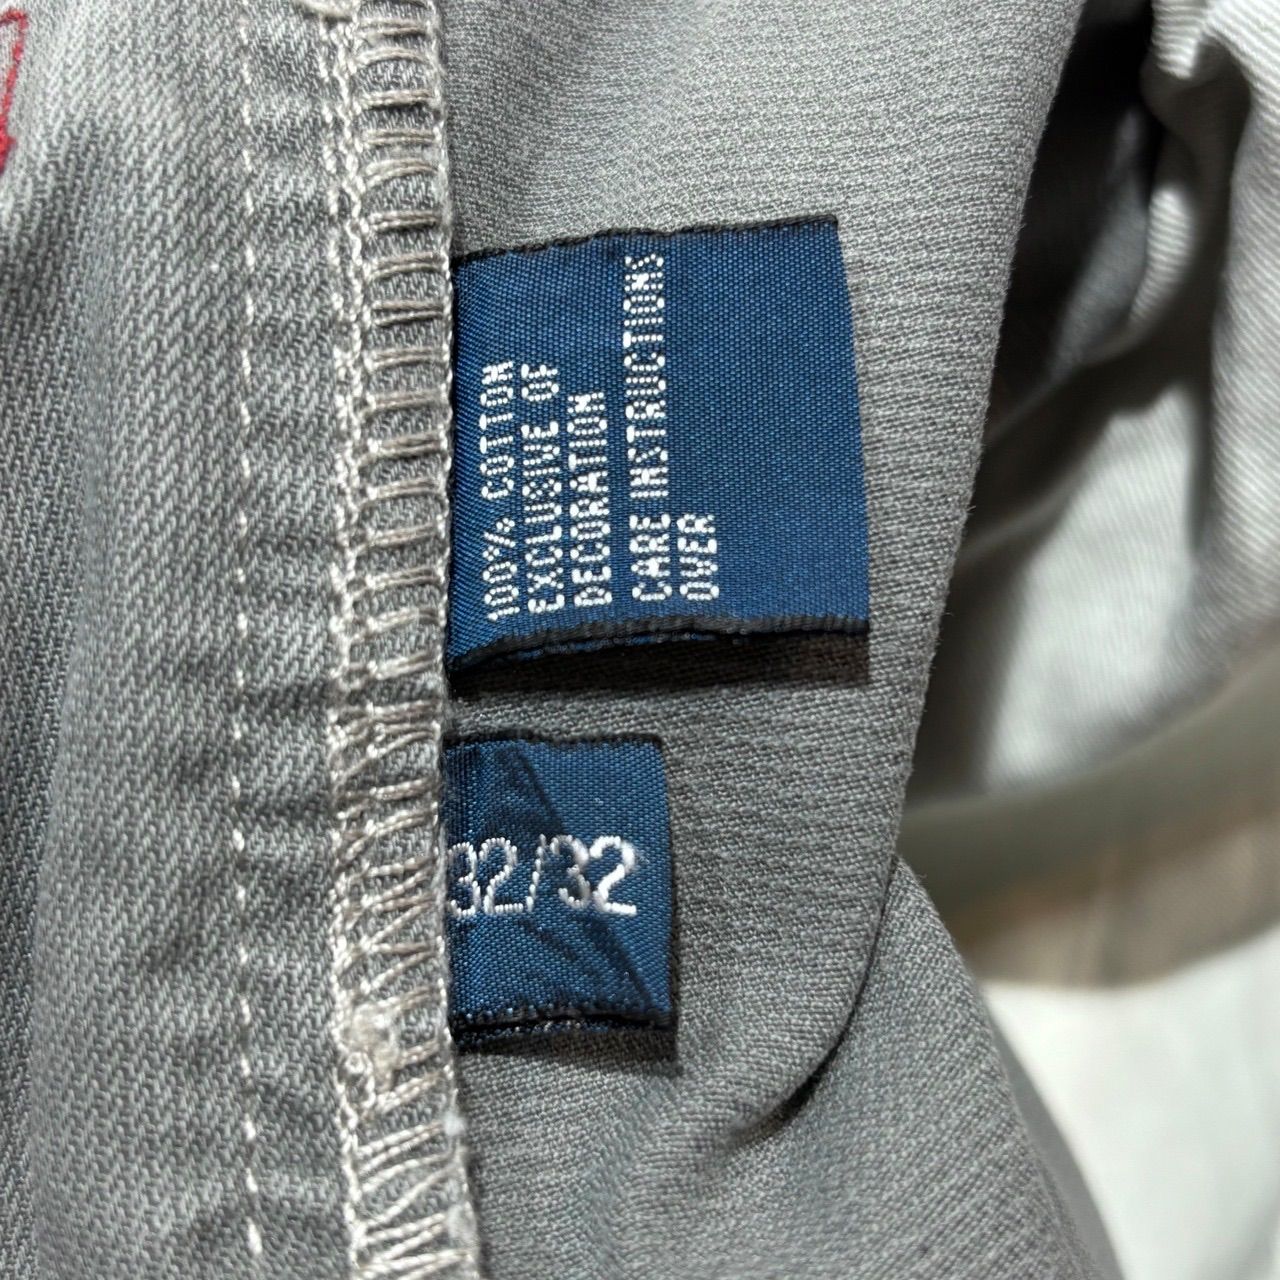 100% COTTON
EXCLUSIVE OF
DECORATION
CARE INSTRUCTIONS
OVER
32/32